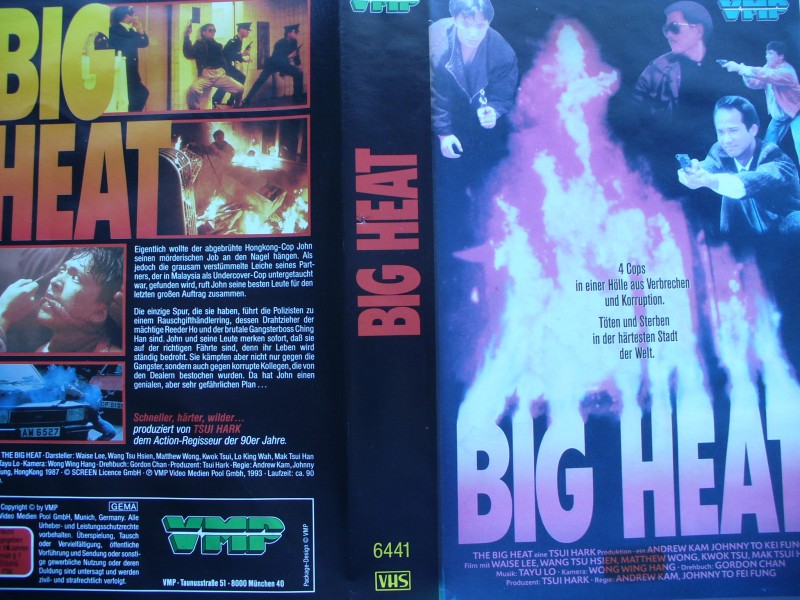 BIG
HEAT
Eigentlich wollte der abgebrühte Hongkong-Cop John
seinen mörderischen Job an den Nagel hängen. Als
jedoch die grausam verstümmelte Leiche seines Part-
ners, der in Malaysia als Undercover-Cop untergetaucht
war, gefunden wird, ruft John seine besten Leute für den
letzten großen Auftrag zusammen.
Die einzige Spur, die sie haben, führt die Polizisten zu
einem Rauschgifthändlerring, dessen Drahtzieher der
mächtige Reeder Ho und der brutale Gangsterboss Ching
Han sind. John und seine Leute merken sofort, daß sie
auf der richtigen Fährte sind, denn ihr Leben wird
ständig bedroht. Sie kämpfen aber nicht nur gegen die
Gangster, sondern auch gegen korrupte Kollegen, die von
den Dealern bestochen wurden. Da hat John einen
genialen, aber sehr gefährlichen Plan ...
AM 6527
Schneller, härter, wilder...
produziert von TSUI HARK
dem Action-Regisseur der 90er Jahre.
THE BIG HEAT · Darsteller: Waise Lee, Wang Tsu Hsien, Matthew Wong, Kwok Tsui, Lo King Wah, Mak Tsui Han
Tayu Lo · Kamera: Wong Wing Hang · Drehbuch: Gordon Chan · Produzent: Tsui Hark · Regie: Andrew Kam, Johnny
Fung, HongKong 1987 · © SCREEN Licence GmbH · ℗ VMP Video Medien Pool Gmbh, 1993 · Laufzeit: ca. 90
Copyright © by VMP GEMA
Video Medien Pool GmbH, Munich, Germany. Alle
Urheber- und Leistungsschutzrechte
vorbehalten. Überspielung, Tausch
oder Vervielfältigung, öffentliche
Vorführung und Sendung oder sonsti-
ge gewerbliche Nutzung oder deren
Duldung sind untersagt und werden
zivil- und strafrechtlich verfolgt.
VMP
VMP · Taunusstraße 51 · 8000 München 40
Package-Design © VMP
VMP
BIG HEAT
6441
VHS
VMP
4 Cops
in einer Hölle aus Verbrechen
und Korruption.
Töten und Sterben
in der härtesten Stadt
der Welt.
BIG HEAT
THE BIG HEAT eine TSUI HARK Produktion · ein ANDREW KAM JOHNNY TO KEI FUNG
Film mit WAISE LEE, WANG TSU HSIEN, MATTHEW WONG, KWOK TSUI, MAK TSUI H
Musik: TAYU LO · Kamera: WONG WING HANG · Drehbuch: GORDON CHAN
Produzent: TSUI HARK · Regie: ANDREW KAM, JOHNNY TO FEI FUNG